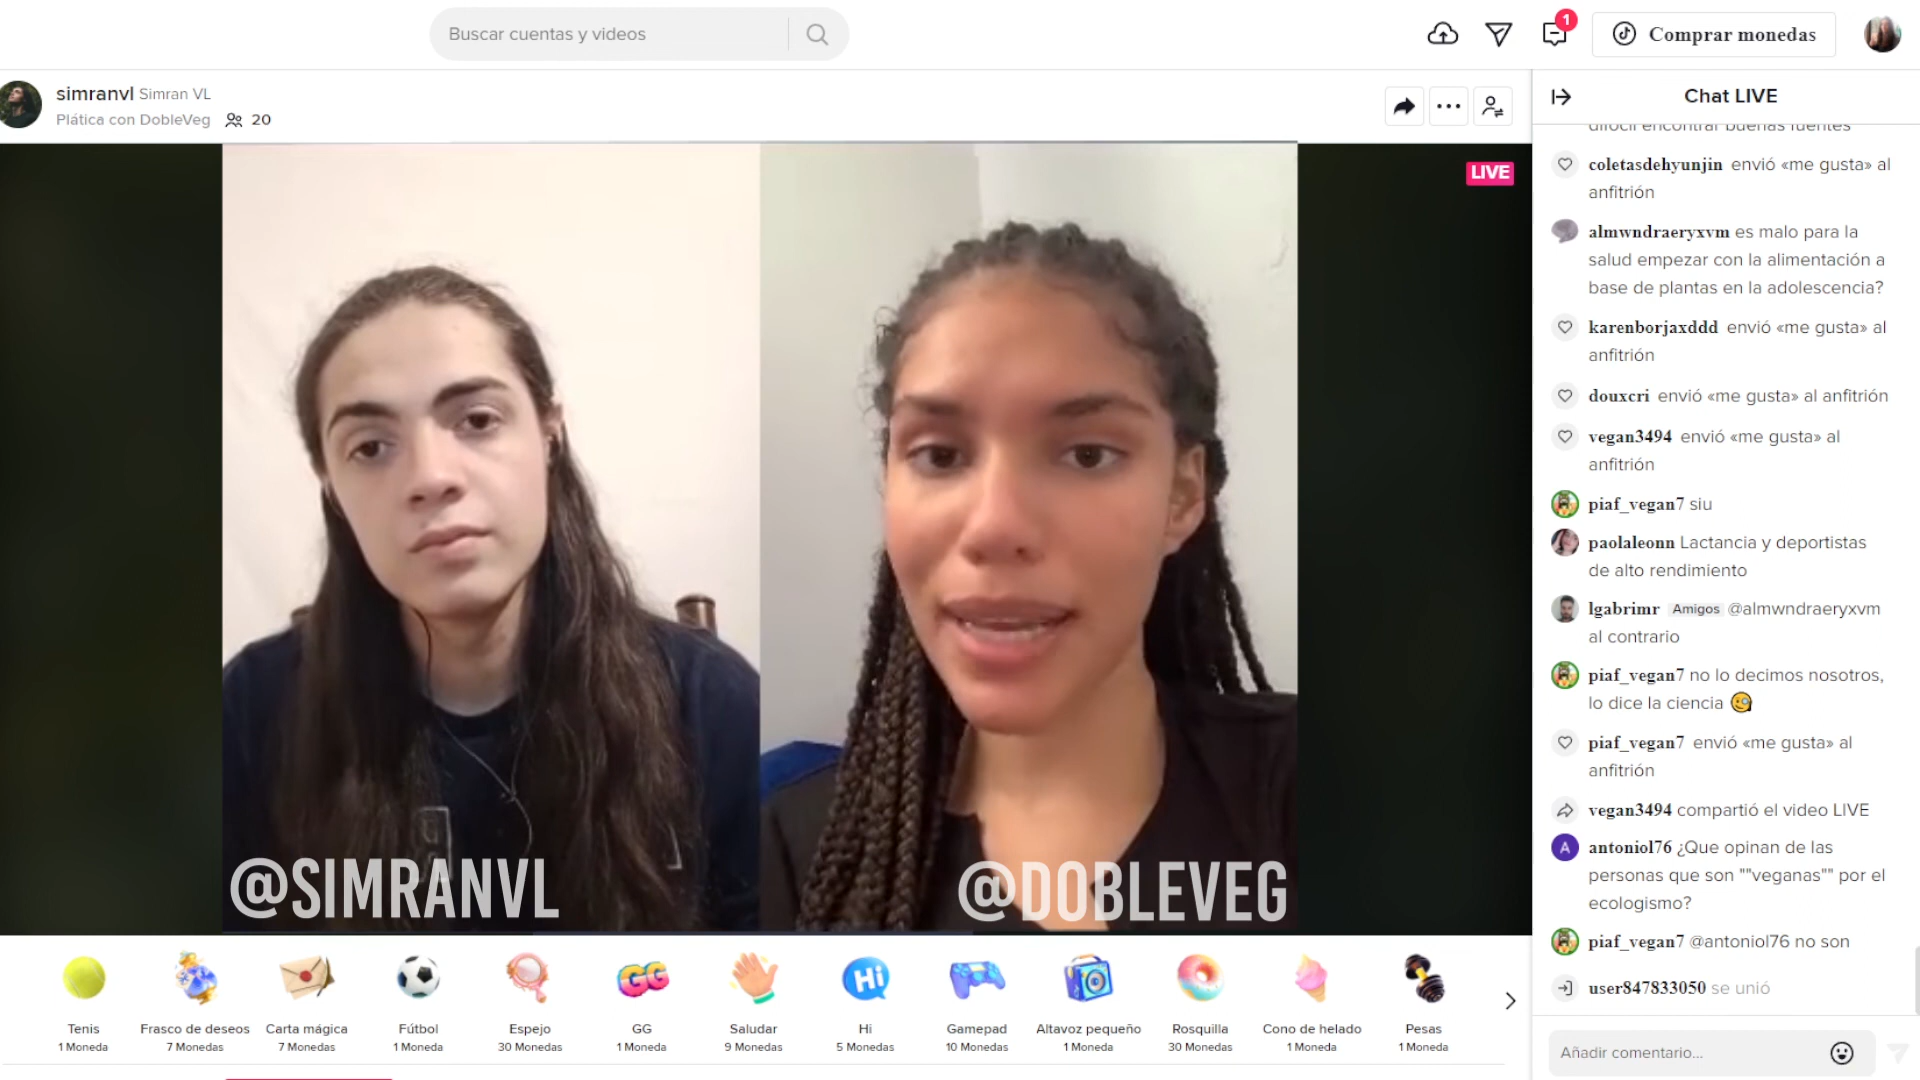 Buscar cuentas y videos
1
Comprar monedas
simranvl Simran VL
Plática con DobleVeg 20
LIVE
@SIMRANVL
@DOBLEVEG
Tenis
1 Moneda
Frasco de deseos
7 Monedas
Carta mágica
7 Monedas
Fútbol
1 Moneda
Espejo
30 Monedas
GG
GG
1 Moneda
Saludar
9 Monedas
Hi
Hi
5 Monedas
Gamepad
10 Monedas
Altavoz pequeño
1 Moneda
Rosquilla
30 Monedas
Cono de helado
1 Moneda
Pesas
1 Moneda
Chat LIVE
difícil encontrar buenas fuentes
coletasdehyunjin envió «me gusta» al
anfitrión
almwndraeryxvm es malo para la
salud empezar con la alimentación a
base de plantas en la adolescencia?
karenborjaxddd envió «me gusta» al
anfitrión
douxcri envió «me gusta» al anfitrión
vegan3494 envió «me gusta» al
anfitrión
piaf_vegan7 siu
paolaleonn Lactancia y deportistas
de alto rendimiento
lgabrimr Amigos @almwndraeryxvm
al contrario
piaf_vegan7 no lo decimos nosotros,
lo dice la ciencia 🧐
piaf_vegan7 envió «me gusta» al
anfitrión
vegan3494 compartió el video LIVE
A antoniol76 ¿Que opinan de las
personas que son ""veganas"" por el
ecologismo?
piaf_vegan7 @antoniol76 no son
user847833050 se unió
Añadir comentario...